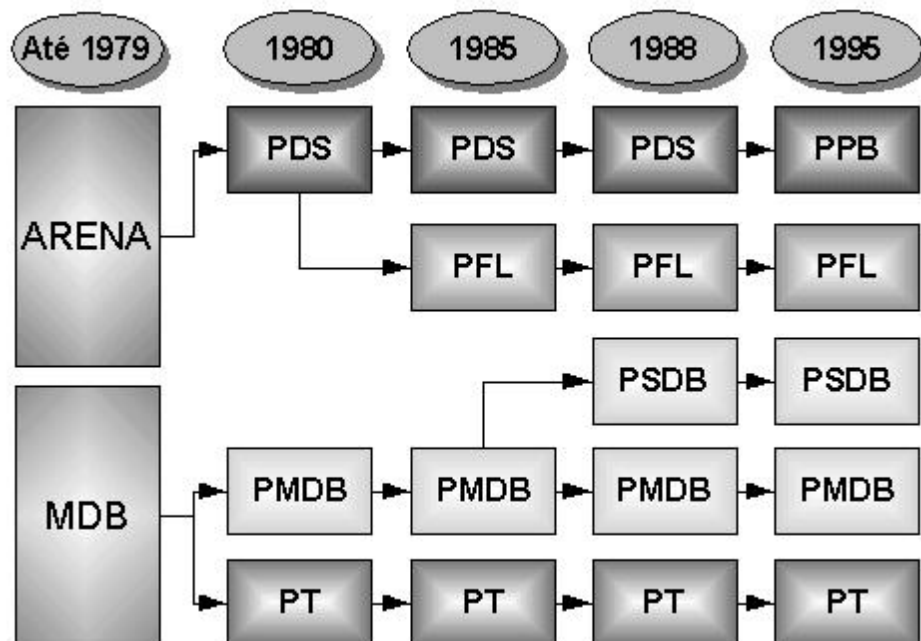 Até 1979 1980 1985 1988 1995
PDS PDS PDS PPB
ARENA
PFL PFL PFL
PSDB PSDB
PMDB PMDB PMDB PMDB
MDB
PT PT PT PT